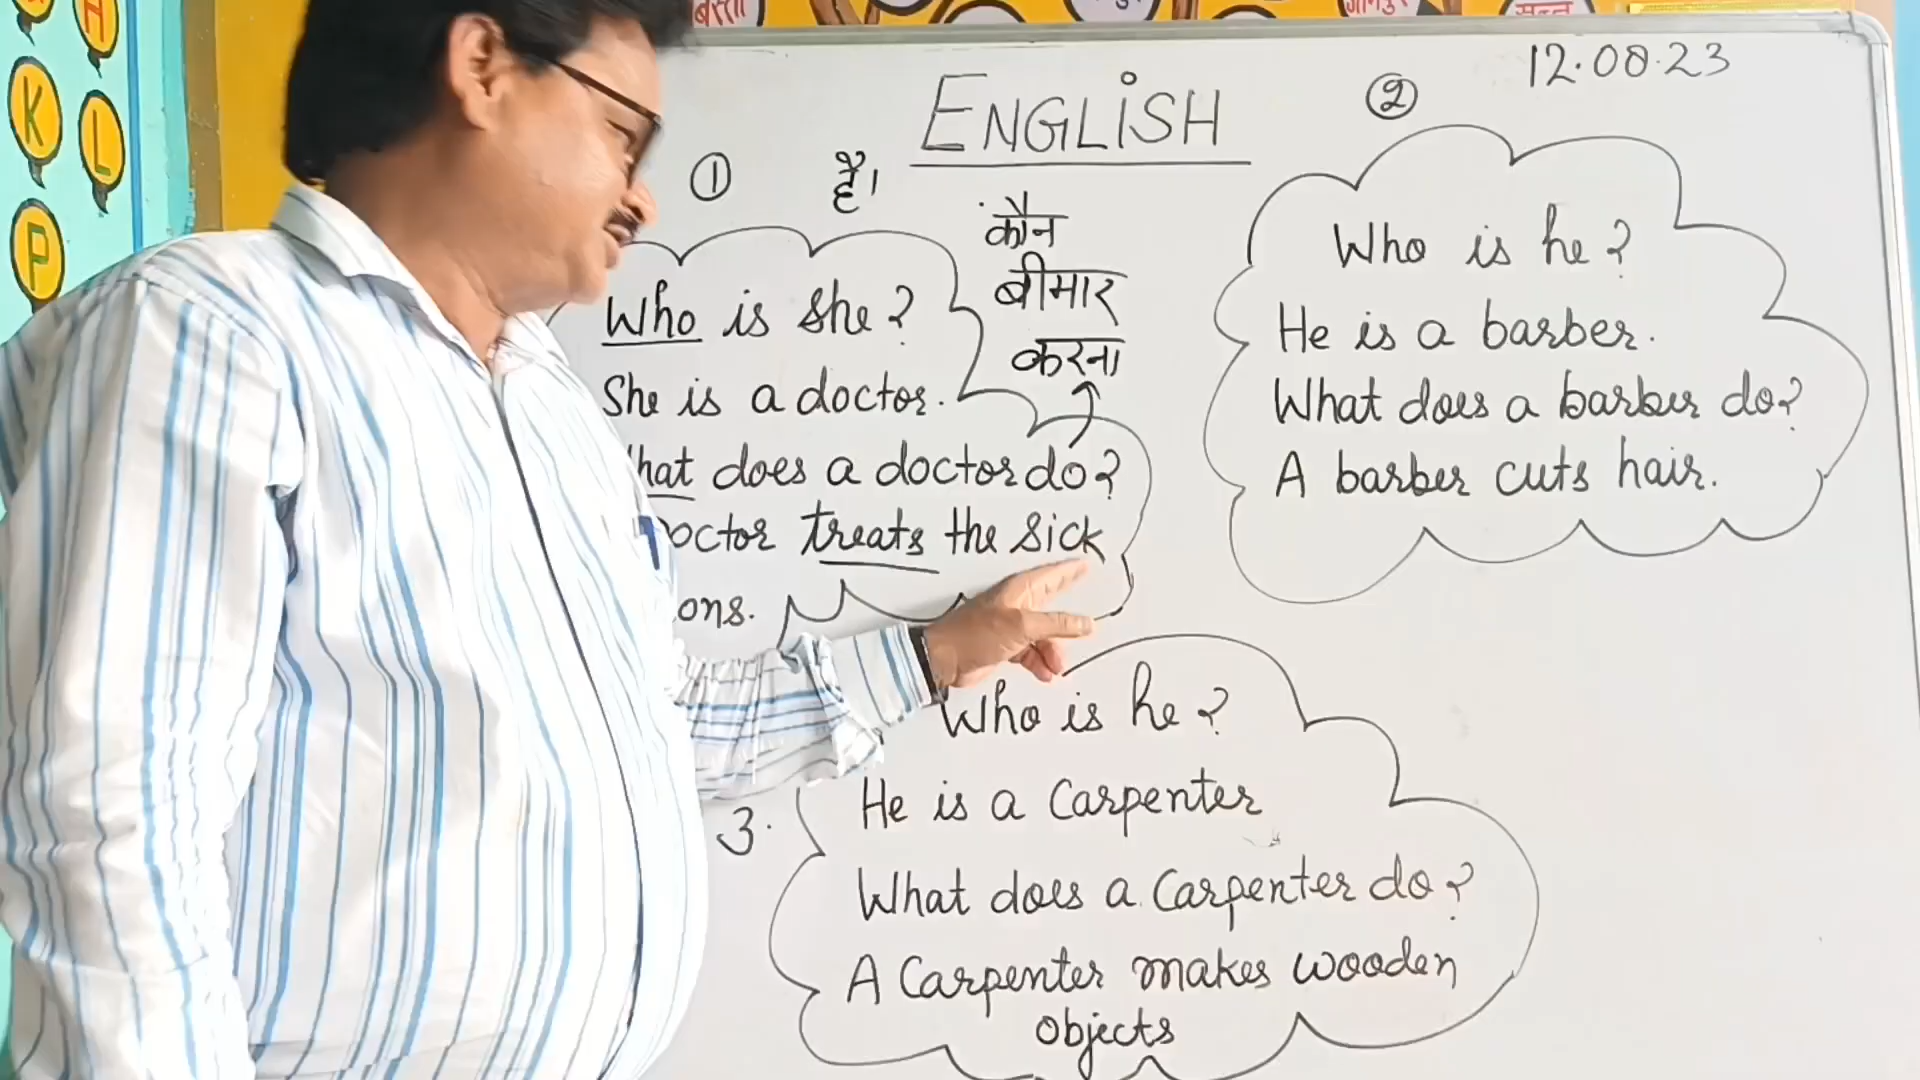 H
K
L
P
12.08.23
ENGLISH
①
है।
कौन
बीमार
करना
Who is she?
She is a doctor.
hat does a doctor do?
octor treats the sick
ons.
②
Who is he?
He is a barber.
What does a barber do?
A barber cuts hair.
3.
Who is he?
He is a Carpenter
What does a Carpenter do?
A Carpenter makes wooden
objects